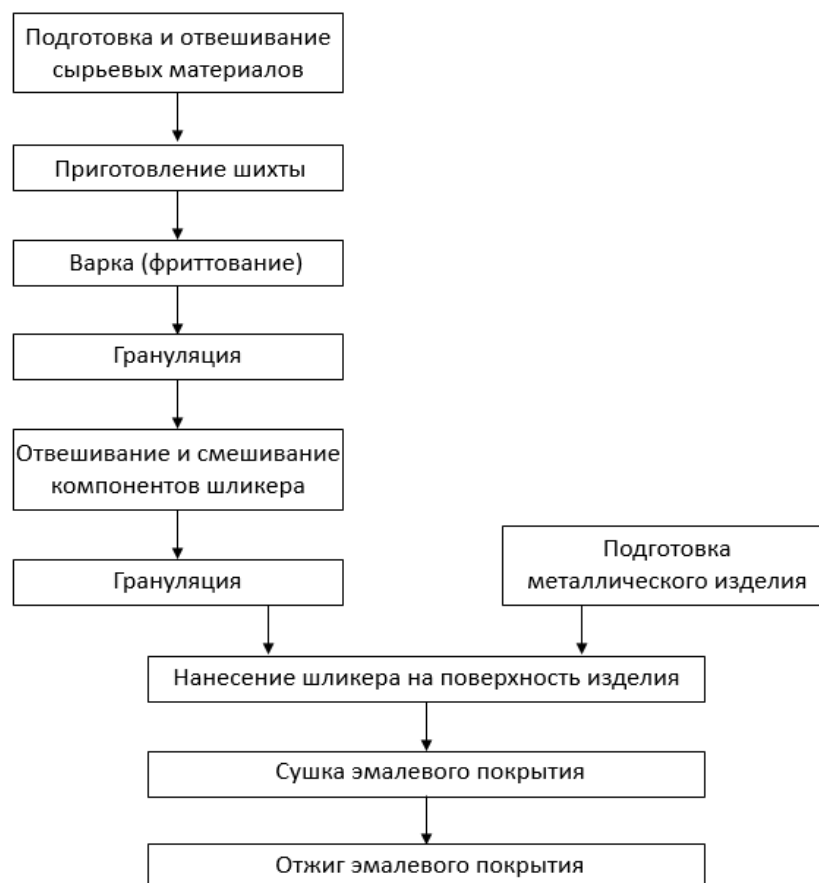 Подготовка и отвешивание
сырьевых материалов
Приготовление шихты
Варка (фриттование)
Грануляция
Отвешивание и смешивание
компонентов шликера
Грануляция
Подготовка
металлического изделия
Нанесение шликера на поверхность изделия
Сушка эмалевого покрытия
Отжиг эмалевого покрытия